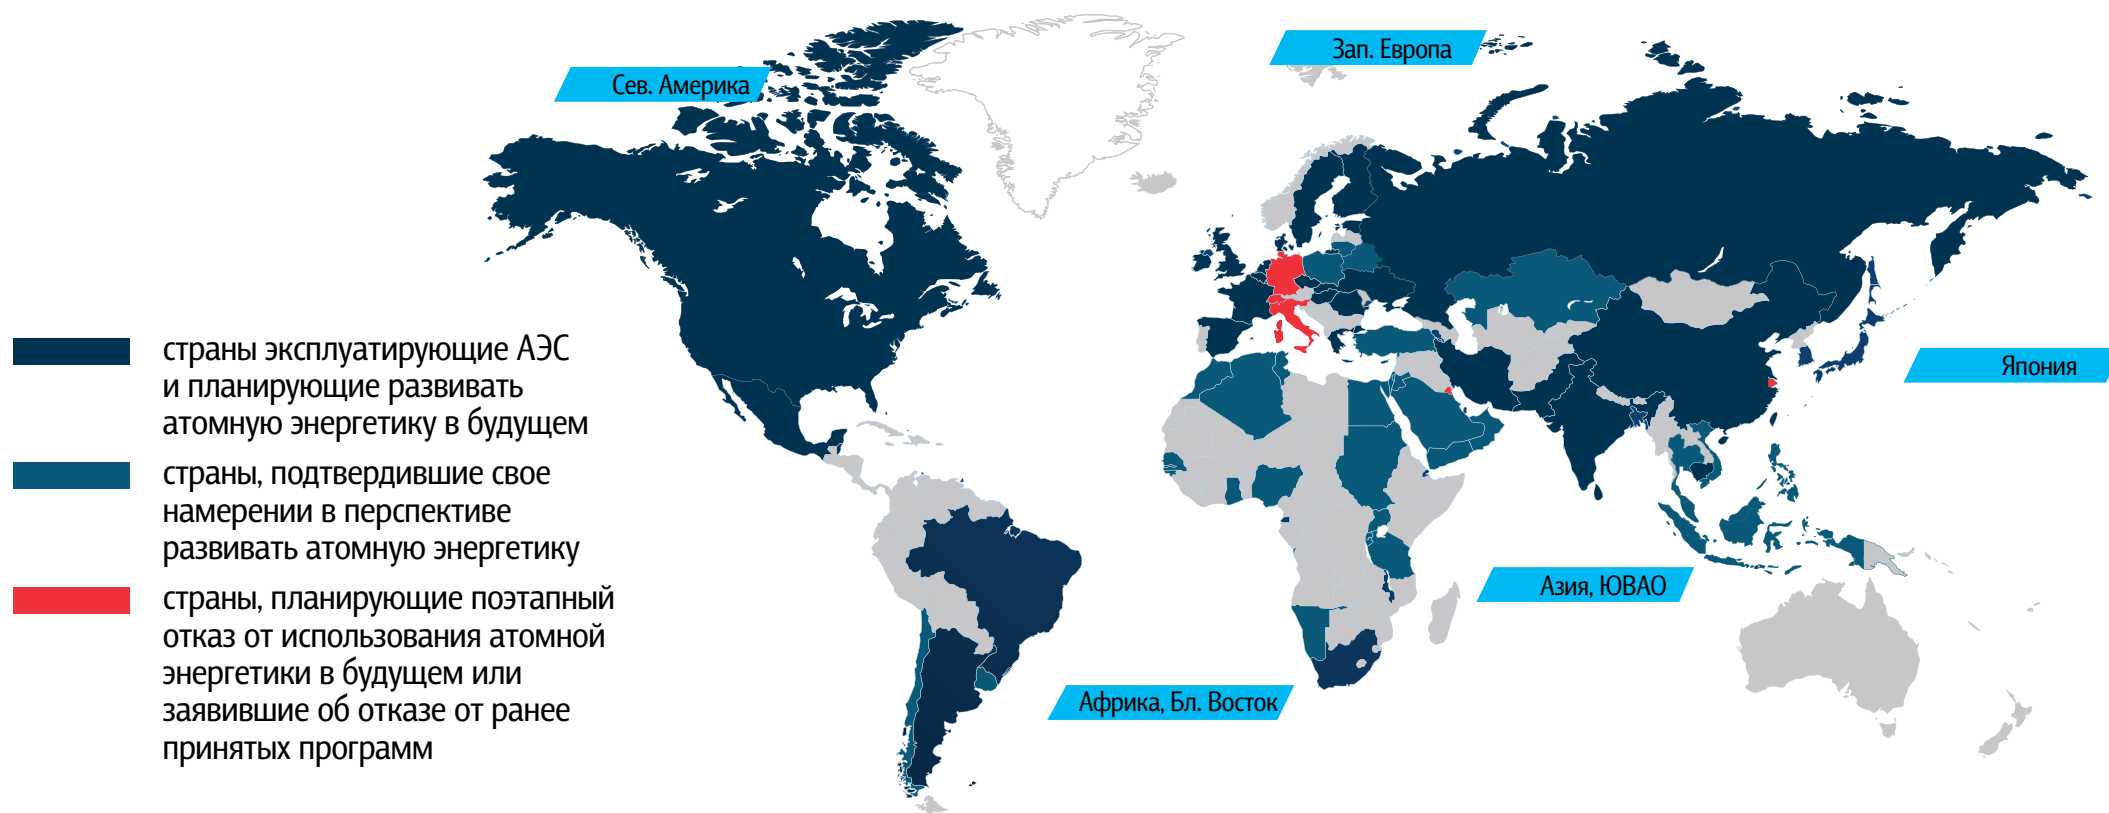 Зап. Европа
Сев. Америка
страны эксплуатирующие АЭС
и планирующие развивать
атомную энергетику в будущем
Япония
страны, подтвердившие свое
намерении в перспективе
развивать атомную энергетику
Азия, ЮВАО
страны, планирующие поэтапный
отказ от использования атомной
энергетики в будущем или
заявившие об отказе от ранее
принятых программ
Африка, Бл. Восток